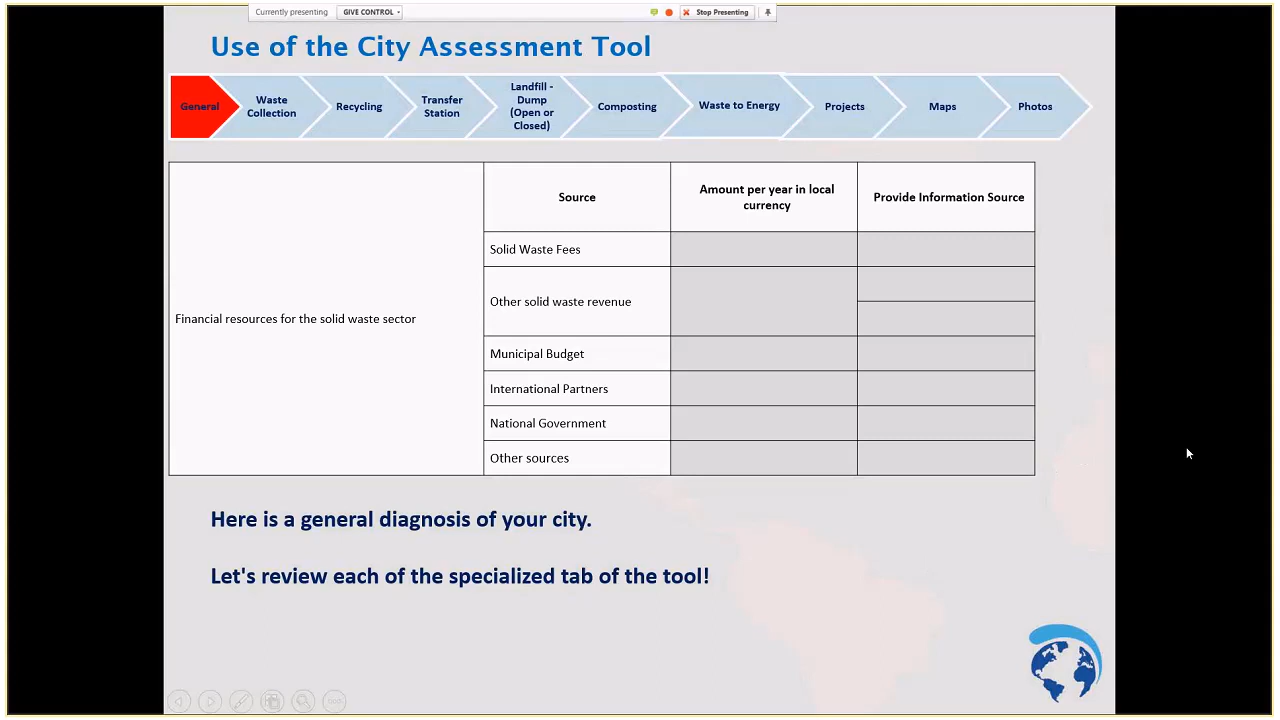 Currently presenting GIVE CONTROL Stop Presenting
Use of the City Assessment Tool
General
Waste
Collection
Recycling
Transfer
Station
Landfill -
Dump
(Open or
Closed)
Composting
Waste to Energy
Projects
Maps
Photos
Source
Amount per year in local
currency
Provide Information Source
Financial resources for the solid waste sector
Solid Waste Fees
Other solid waste revenue
Municipal Budget
International Partners
National Government
Other sources
Here is a general diagnosis of your city.
Let's review each of the specialized tab of the tool!